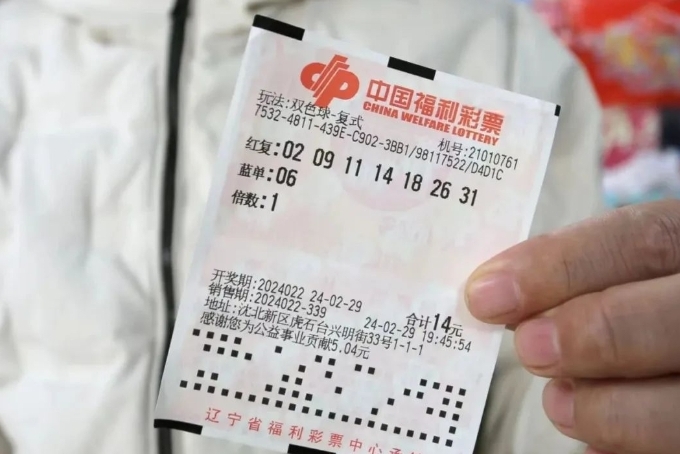 中国福利彩票
CHINA WELFARE LOTTERY
玩法:双色球-复式 机号:21010761
7532-4811-439E-C902-3BB1/98117522/D4D1C
红复:02 09 11 14 18 26 31
蓝单:06
倍数:1
开奖期:2024022 24-02-29 合计14元
销售期:2024022-339 24-02-29 19:45:54
地址:沈北新区虎石台兴明街33号1-1-1
感谢您为公益事业贡献5.04元
辽宁省福利彩票中心承